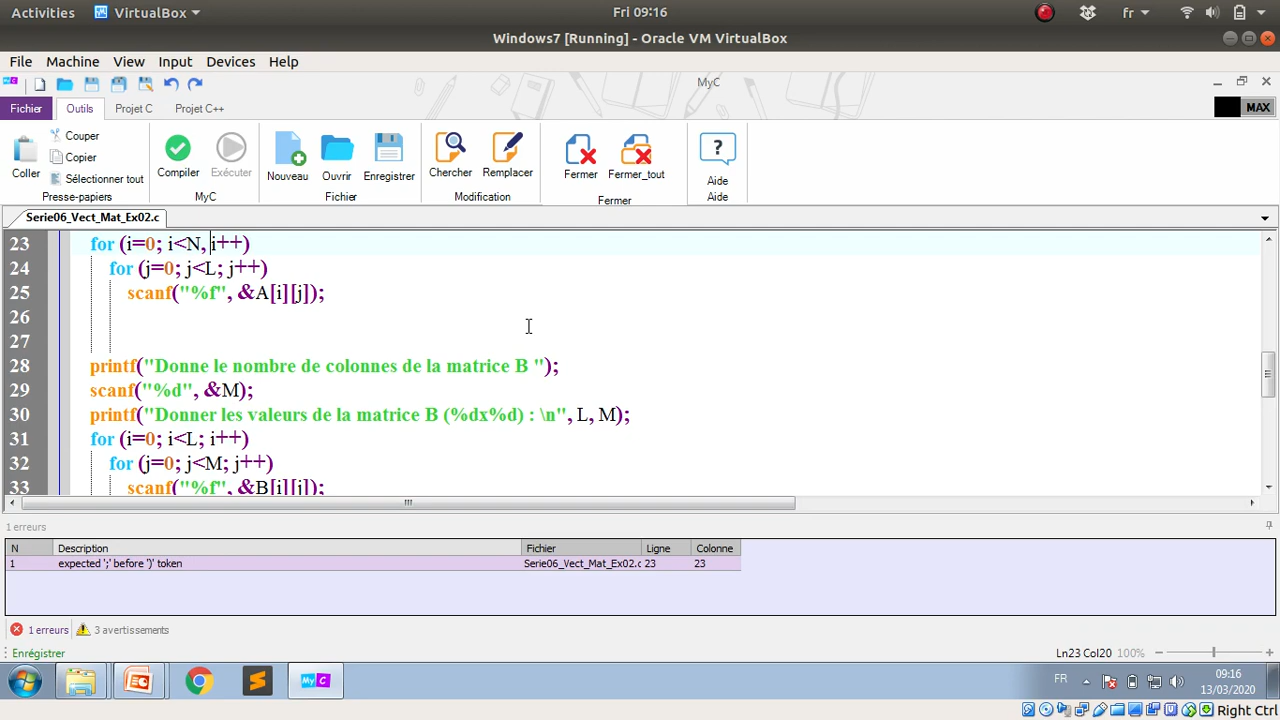 Activities VirtualBox Fri 09:16 fr
Windows7 [Running] - Oracle VM VirtualBox
File Machine View Input Devices Help
MyC
Fichier Outils Projet C Projet C++
MAX
Coller
Couper
Copier
Sélectionner tout
Presse-papiers
Compiler Exécuter
MyC
Nouveau Ouvrir Enregistrer
Fichier
Chercher Remplacer
Modification
Fermer Fermer_tout
Fermer
Aide
Aide
Serie06_Vect_Mat_Ex02.c
23 for (i=0; i<N, i++)
24 for (j=0; j<L; j++)
25 scanf("%f", &A[i][j]);
26
27
28 printf("Donne le nombre de colonnes de la matrice B ");
29 scanf("%d", &M);
30 printf("Donner les valeurs de la matrice B (%dx%d) : \n", L, M);
31 for (i=0; i<L; i++)
32 for (j=0; j<M; j++)
33 scanf("%f", &B[i][j]);
1 erreurs
N Description Fichier Ligne Colonne
1 expected ';' before ')' token Serie06_Vect_Mat_Ex02.c 23 23
1 erreurs 3 avertissements
Enrégistrer Ln23 Col20 100%
MyC FR 09:16
13/03/2020
Right Ctrl